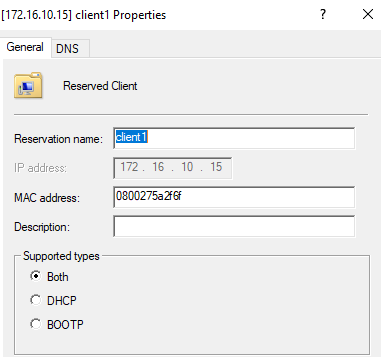 [172.16.10.15] client1 Properties ? ×
General DNS
Reserved Client
Reservation name: client1
IP address: 172 . 16 . 10 . 15
MAC address: 0800275a2f6f
Description:
Supported types
Both
DHCP
BOOTP